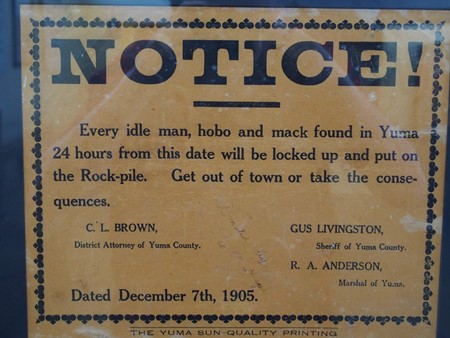 NOTICE!
Every idle man, hobo and mack found in Yuma
24 hours from this date will be locked up and put on
the Rock-pile. Get out of town or take the conse-
quences.
C. L. BROWN,
District Attorney of Yuma County.
GUS LIVINGSTON,
Sheriff of Yuma County.
R. A. ANDERSON,
Marshal of Yuma.
Dated December 7th, 1905.
THE YUMA SUN-QUALITY PRINTING